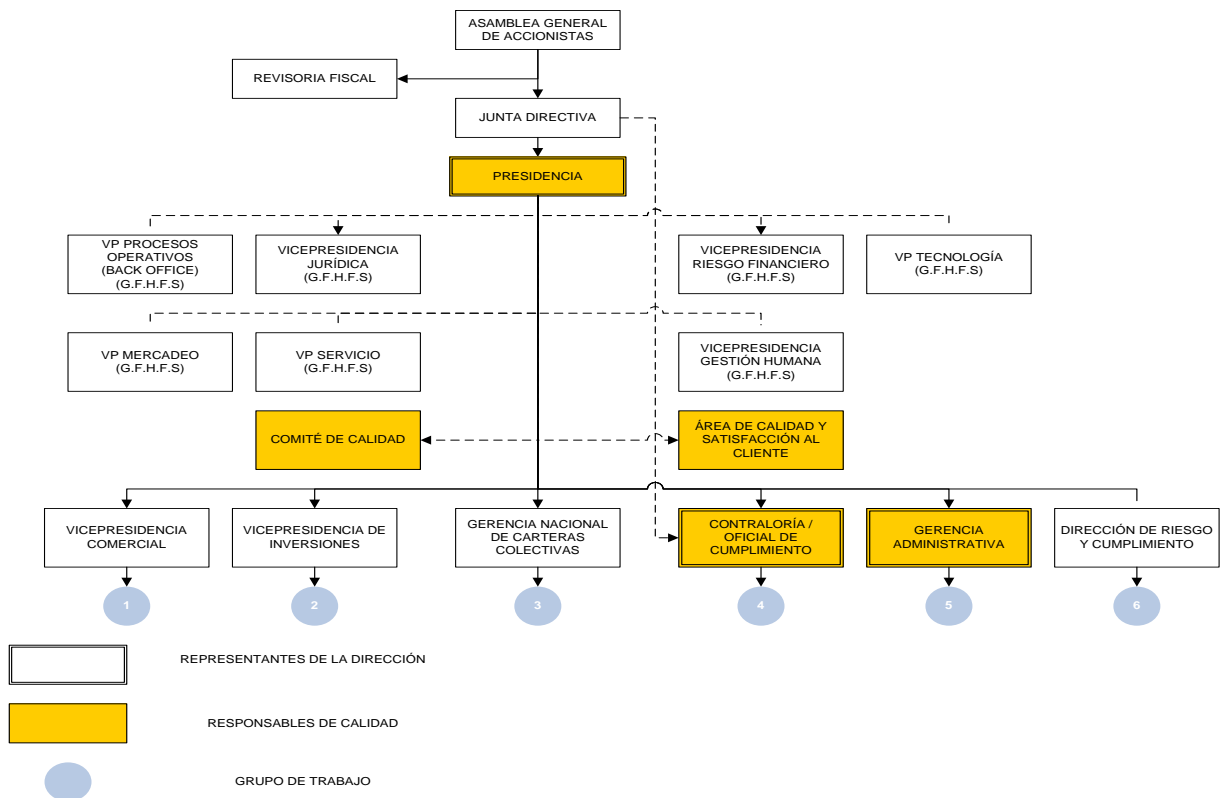 ASAMBLEA GENERAL
DE ACCIONISTAS
REVISORIA FISCAL
JUNTA DIRECTIVA
PRESIDENCIA
VP PROCESOS
OPERATIVOS
(BACK OFFICE)
(G.F.H.F.S)
VICEPRESIDENCIA
JURÍDICA
(G.F.H.F.S)
VICEPRESIDENCIA
RIESGO FINANCIERO
(G.F.H.F.S)
VP TECNOLOGÍA
(G.F.H.F.S)
VP MERCADEO
(G.F.H.F.S)
VP SERVICIO
(G.F.H.F.S)
VICEPRESIDENCIA
GESTIÓN HUMANA
(G.F.H.F.S)
COMITÉ DE CALIDAD
ÁREA DE CALIDAD Y
SATISFACCIÓN AL
CLIENTE
VICEPRESIDENCIA
COMERCIAL
VICEPRESIDENCIA DE
INVERSIONES
GERENCIA NACIONAL
DE CARTERAS
COLECTIVAS
CONTRALORÍA /
OFICIAL DE
CUMPLIMIENTO
GERENCIA
ADMINISTRATIVA
DIRECCIÓN DE RIESGO
Y CUMPLIMIENTO
1
2
3
4
5
6
REPRESENTANTES DE LA DIRECCIÓN
RESPONSABLES DE CALIDAD
GRUPO DE TRABAJO